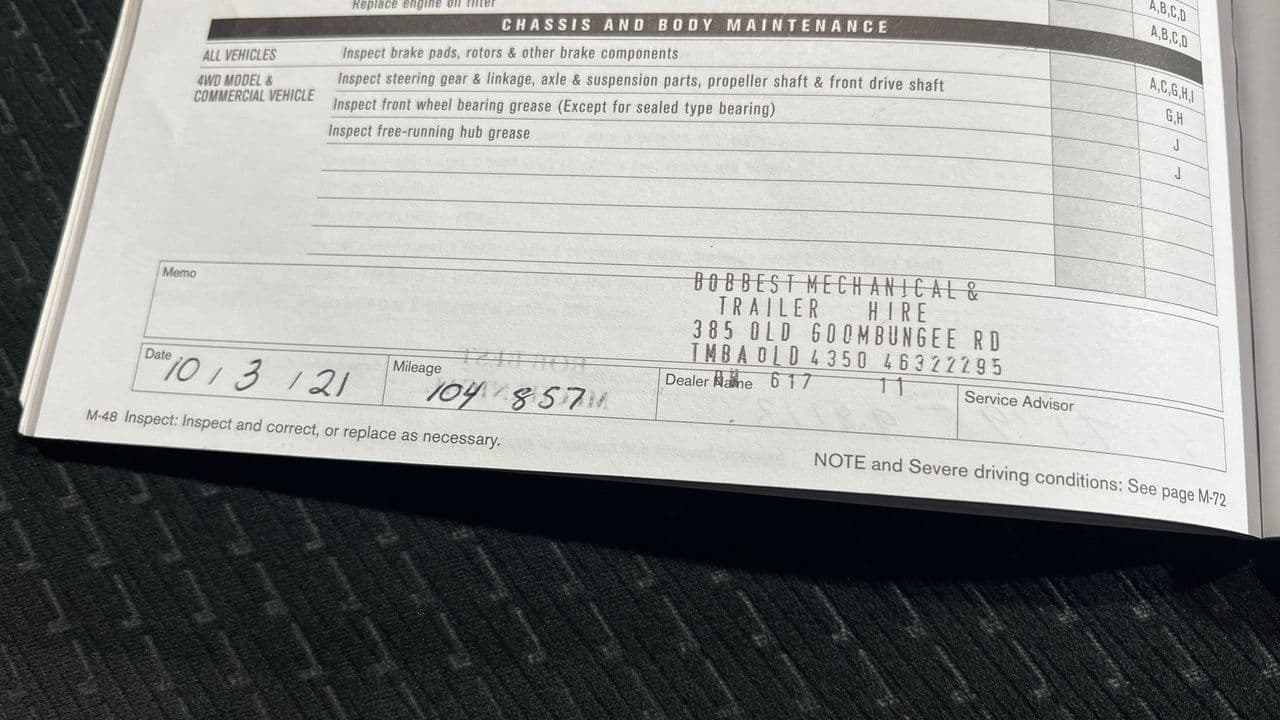 Replace engine oil filter
A,B,C,D
A,B,C,D
CHASSIS AND BODY MAINTENANCE
ALL VEHICLES
Inspect brake pads, rotors & other brake components
4WD MODEL &
COMMERCIAL VEHICLE
Inspect steering gear & linkage, axle & suspension parts, propeller shaft & front drive shaft
A,C,G,H,I
Inspect front wheel bearing grease (Except for sealed type bearing)
G,H
Inspect free-running hub grease
J
J
Memo
BOBBEST MECHANICAL &
TRAILER HIRE
385 OLD GOOMBUNGEE RD
TMBA QLD 4350 46322295
617 11
Date
10 / 3 / 21
Mileage
104 857
Dealer Name
Service Advisor
M-48 Inspect: Inspect and correct, or replace as necessary.
NOTE and Severe driving conditions: See page M-72